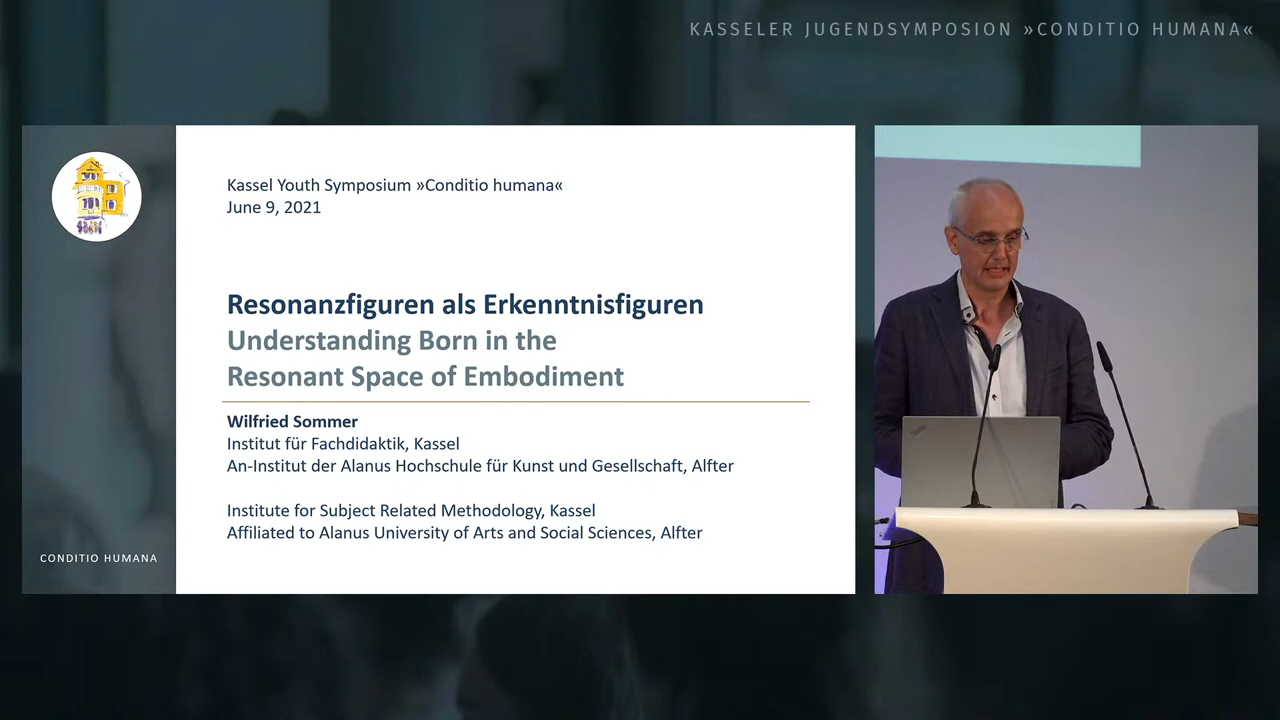 KASSELER JUGENDSYMPOSION »CONDITIO HUMANA«
Kassel Youth Symposium »Conditio humana«
June 9, 2021
Resonanzfiguren als Erkenntnisfiguren
Understanding Born in the
Resonant Space of Embodiment
Wilfried Sommer
Institut für Fachdidaktik, Kassel
An-Institut der Alanus Hochschule für Kunst und Gesellschaft, Alfter
Institute for Subject Related Methodology, Kassel
Affiliated to Alanus University of Arts and Social Sciences, Alfter
CONDITIO HUMANA